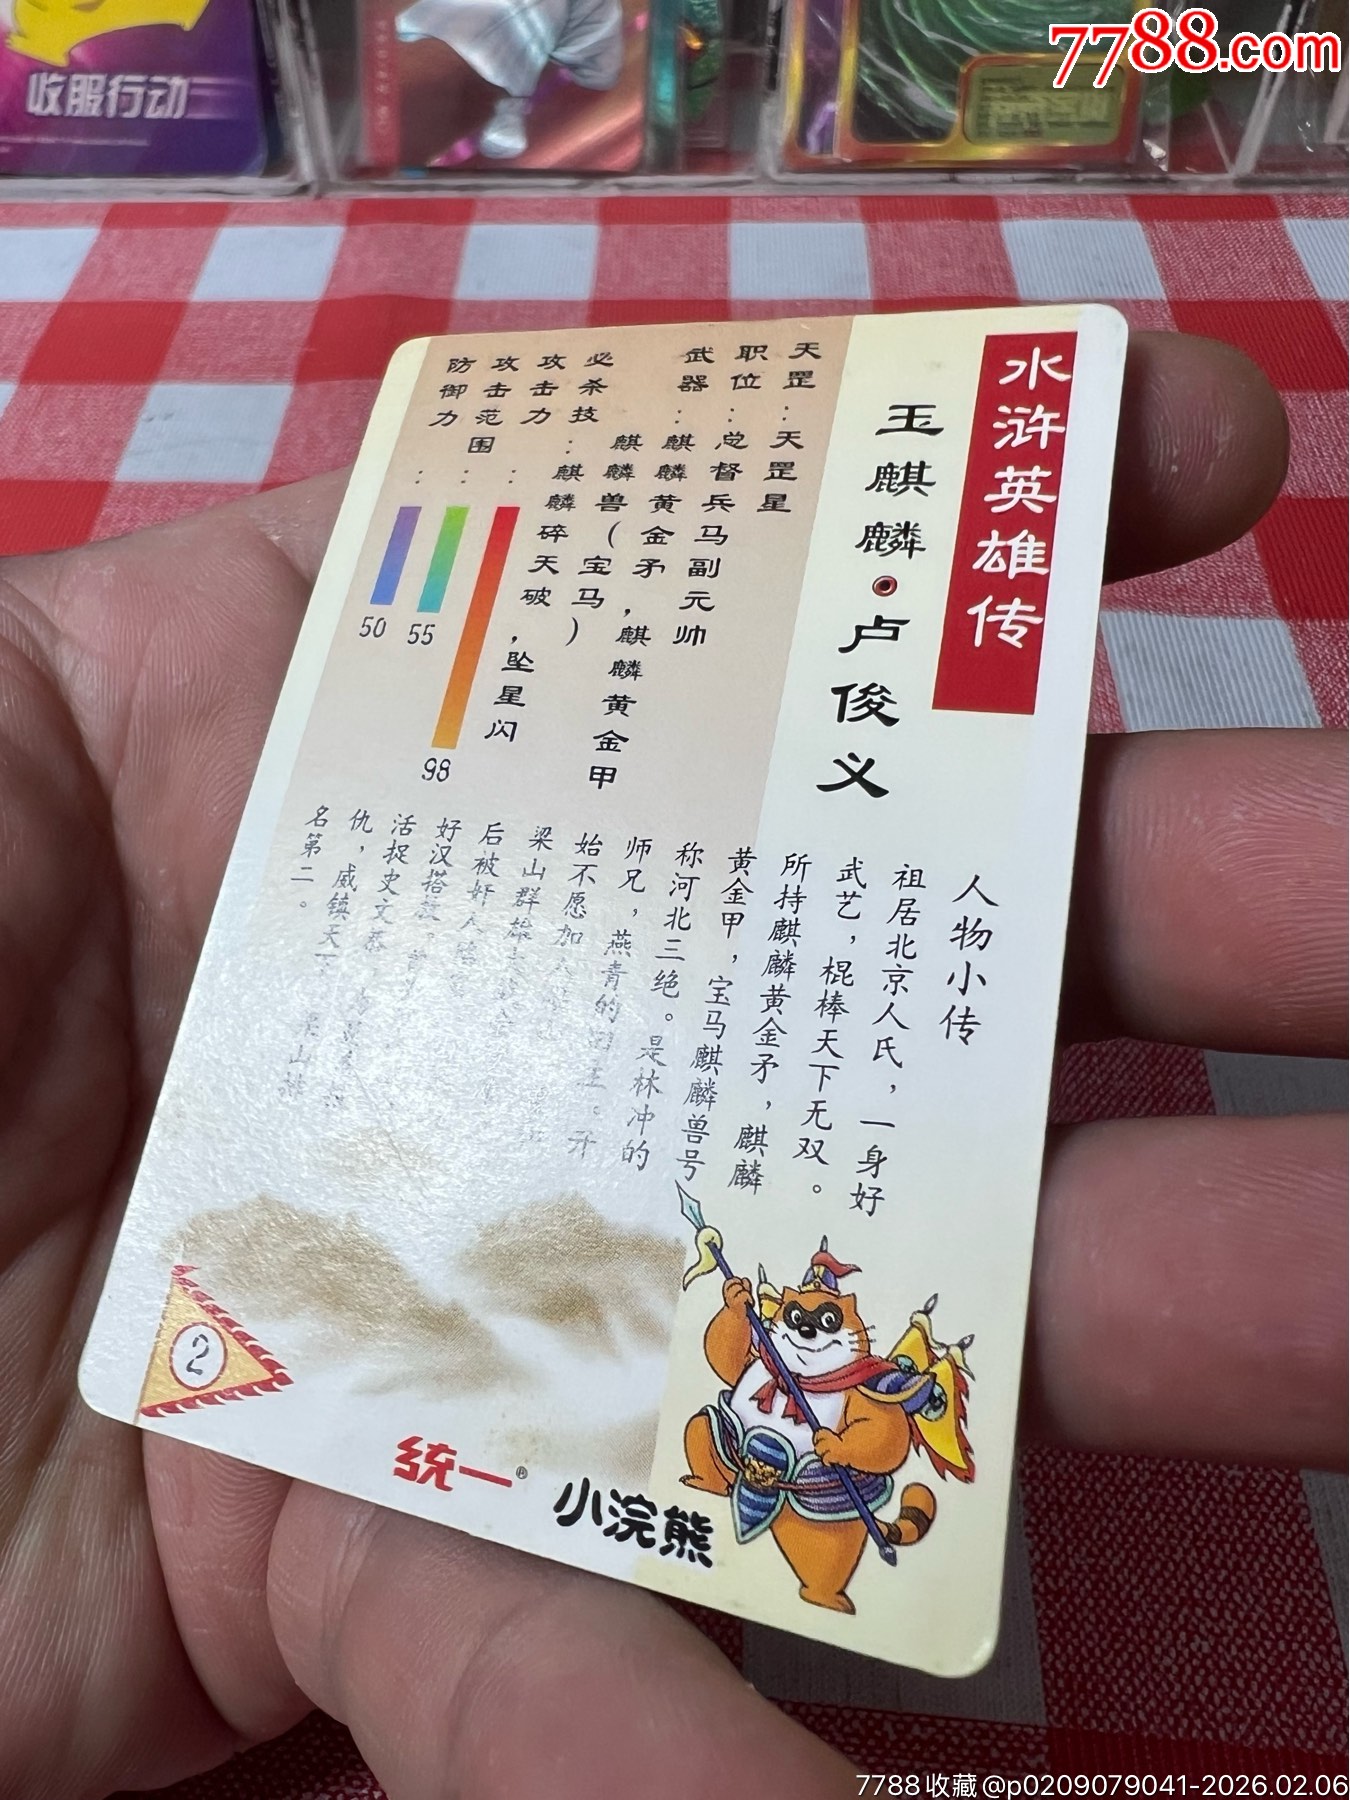 7788.com
收服行动
水浒英雄传
玉麒麟·卢俊义
天罡：天罡星
职位：总督兵马副元帅
武器：麒麟黄金矛，麒麟黄金甲
麒麟兽(宝马)
必杀技：麒麟碎天破，坠星闪
攻击力：98
攻击范围：55
防御力：50
人物小传
祖居北京人氏，一身好
武艺，棍棒天下无双。
所持麒麟黄金矛，麒麟
黄金甲，宝马麒麟兽号
称河北三绝。是林冲的
师兄，燕青的主。开
始不愿加入
梁山群雄
后被奸人
好汉搭救。
活捉史文恭，
仇，威镇天下
名第二。
2
统一®
小浣熊
7788收藏@p0209079041-2026.02.06